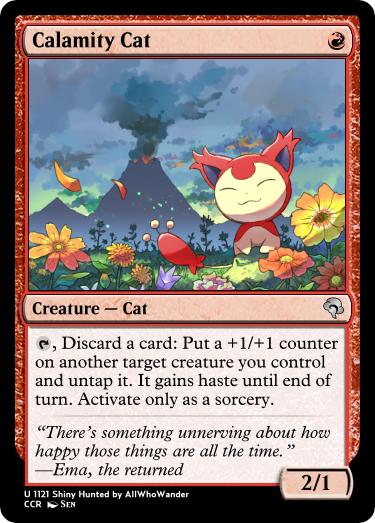 Calamity Cat
Creature — Cat
, Discard a card: Put a +1/+1 counter
on another target creature you control
and untap it. It gains haste until end of
turn. Activate only as a sorcery.
“There's something unnerving about how
happy those things are all the time.”
—Ema, the returned
2/1
U 1121 Shiny Hunted by AllWhoWander
CCR SEN